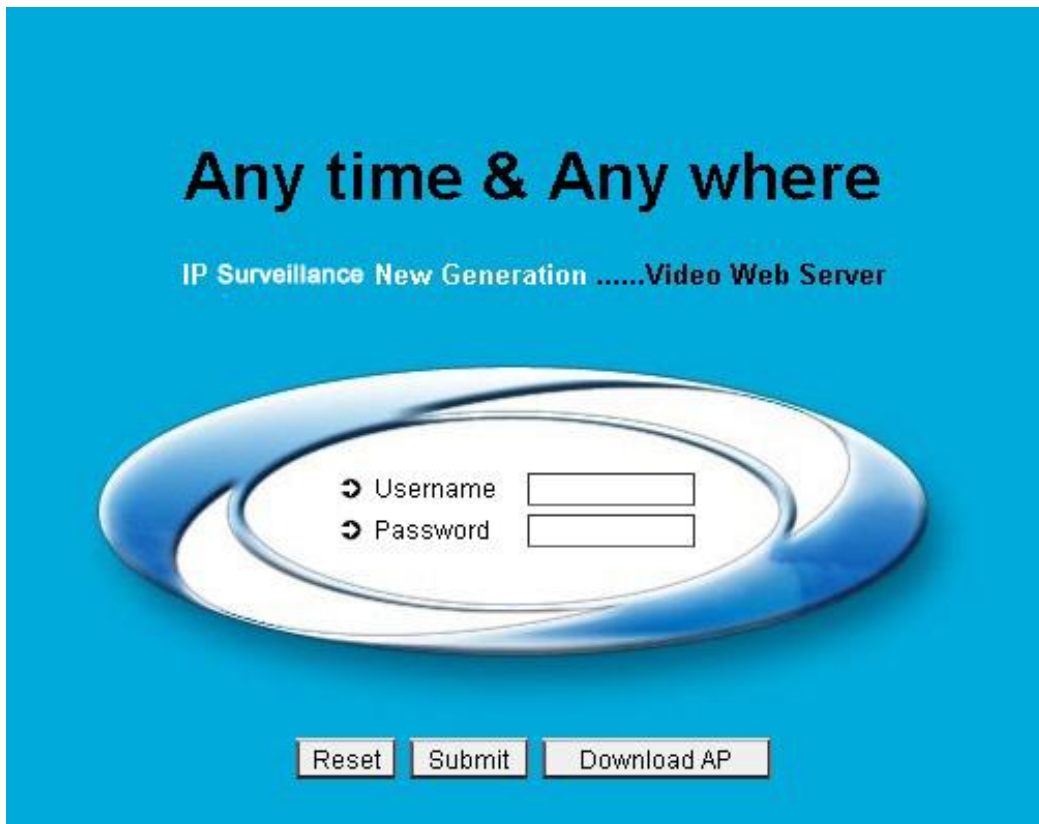 Any time & Any where
IP Surveillance New Generation ......Video Web Server
Username
Password
Reset Submit Download AP